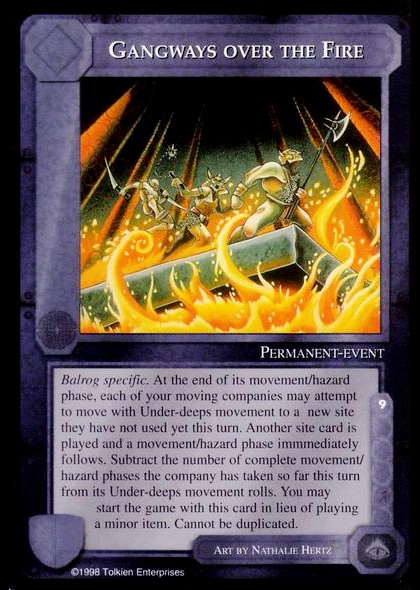 GANGWAYS OVER THE FIRE
PERMANENT-EVENT
Balrog specific. At the end of its movement/hazard
phase, each of your moving companies may attempt
to move with Under-deeps movement to a new site
they have not used yet this turn. Another site card is
played and a movement/hazard phase immmediately
follows. Subtract the number of complete movement/
hazard phases the company has taken so far this turn
from its Under-deeps movement rolls. You may
start the game with this card in lieu of playing
a minor item. Cannot be duplicated.
9
ART BY NATHALIE HERTZ
©1998 Tolkien Enterprises